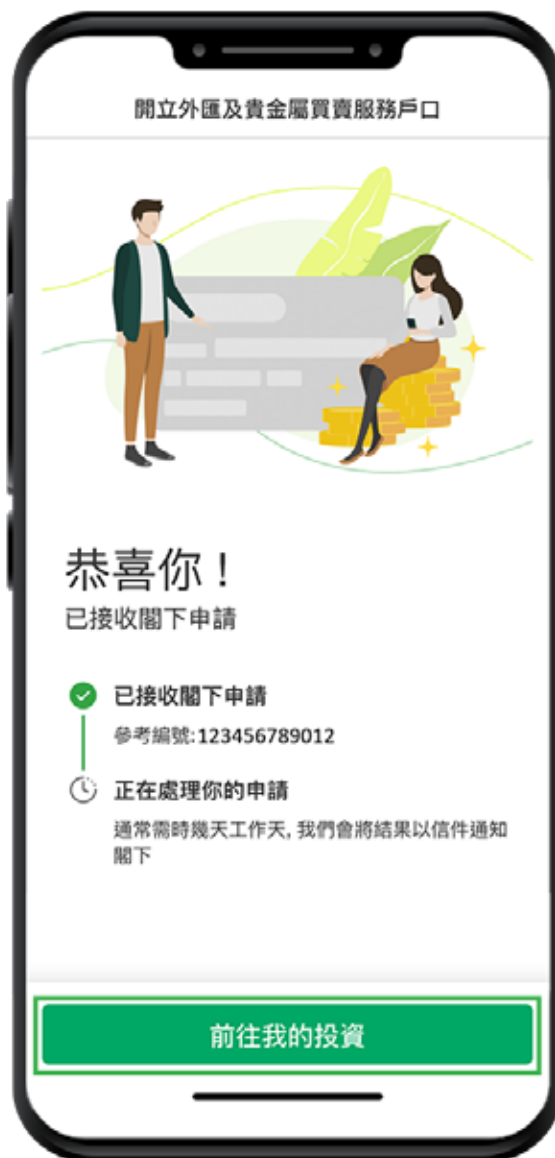 開立外匯及貴金屬買賣服務戶口
恭喜你！
已接收閣下申請
已接收閣下申請
參考編號:123456789012
正在處理你的申請
通常需時幾天工作天, 我們會將結果以信件通知
閣下
前往我的投資